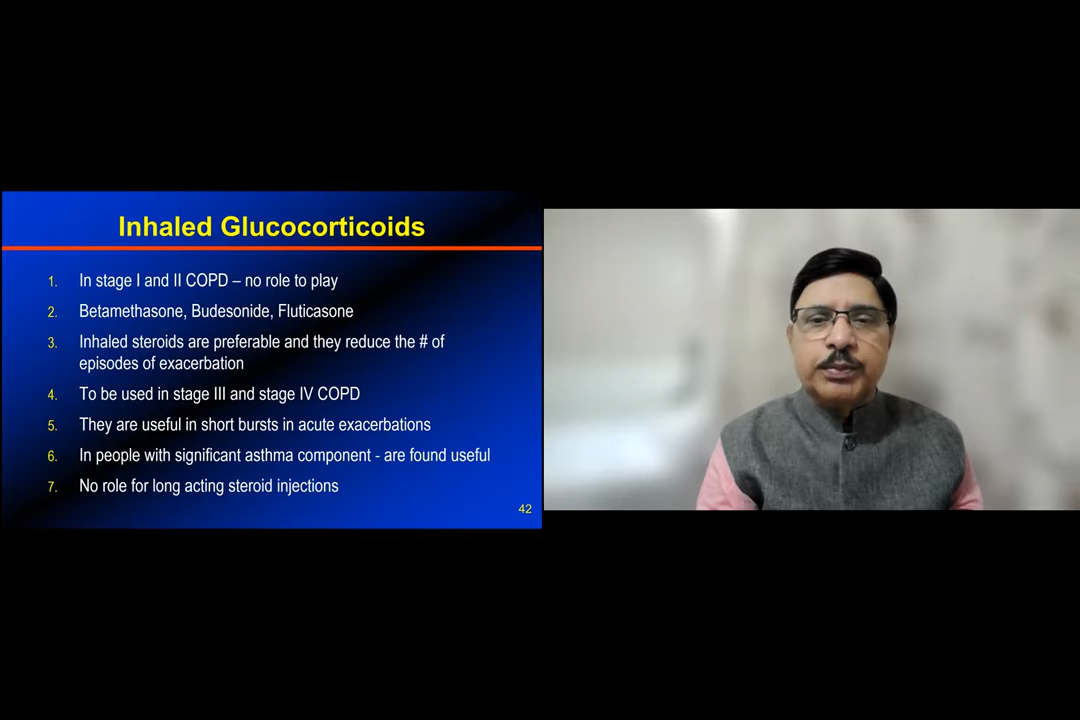 Inhaled Glucocorticoids
1. In stage I and II COPD – no role to play
2. Betamethasone, Budesonide, Fluticasone
3. Inhaled steroids are preferable and they reduce the # of
episodes of exacerbation
4. To be used in stage III and stage IV COPD
5. They are useful in short bursts in acute exacerbations
6. In people with significant asthma component - are found useful
7. No role for long acting steroid injections
42